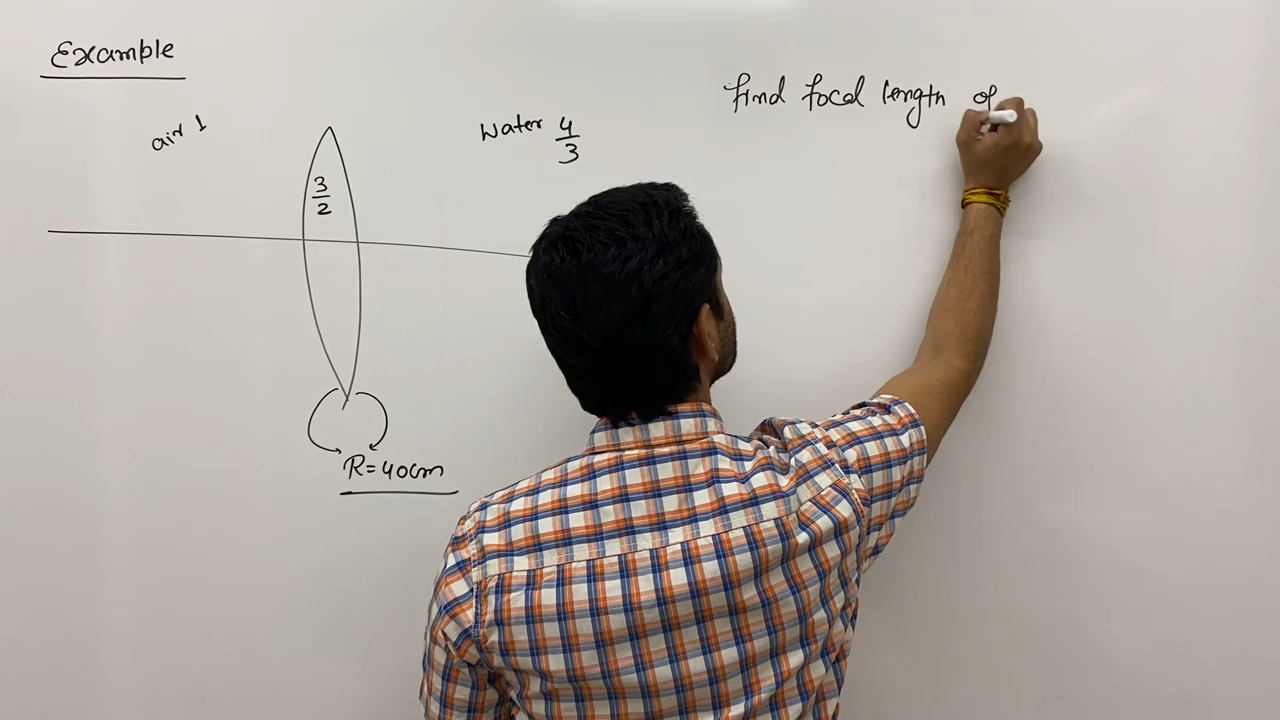 Example
find focal length of
air 1
Water 4/3
3/2
R=40cm